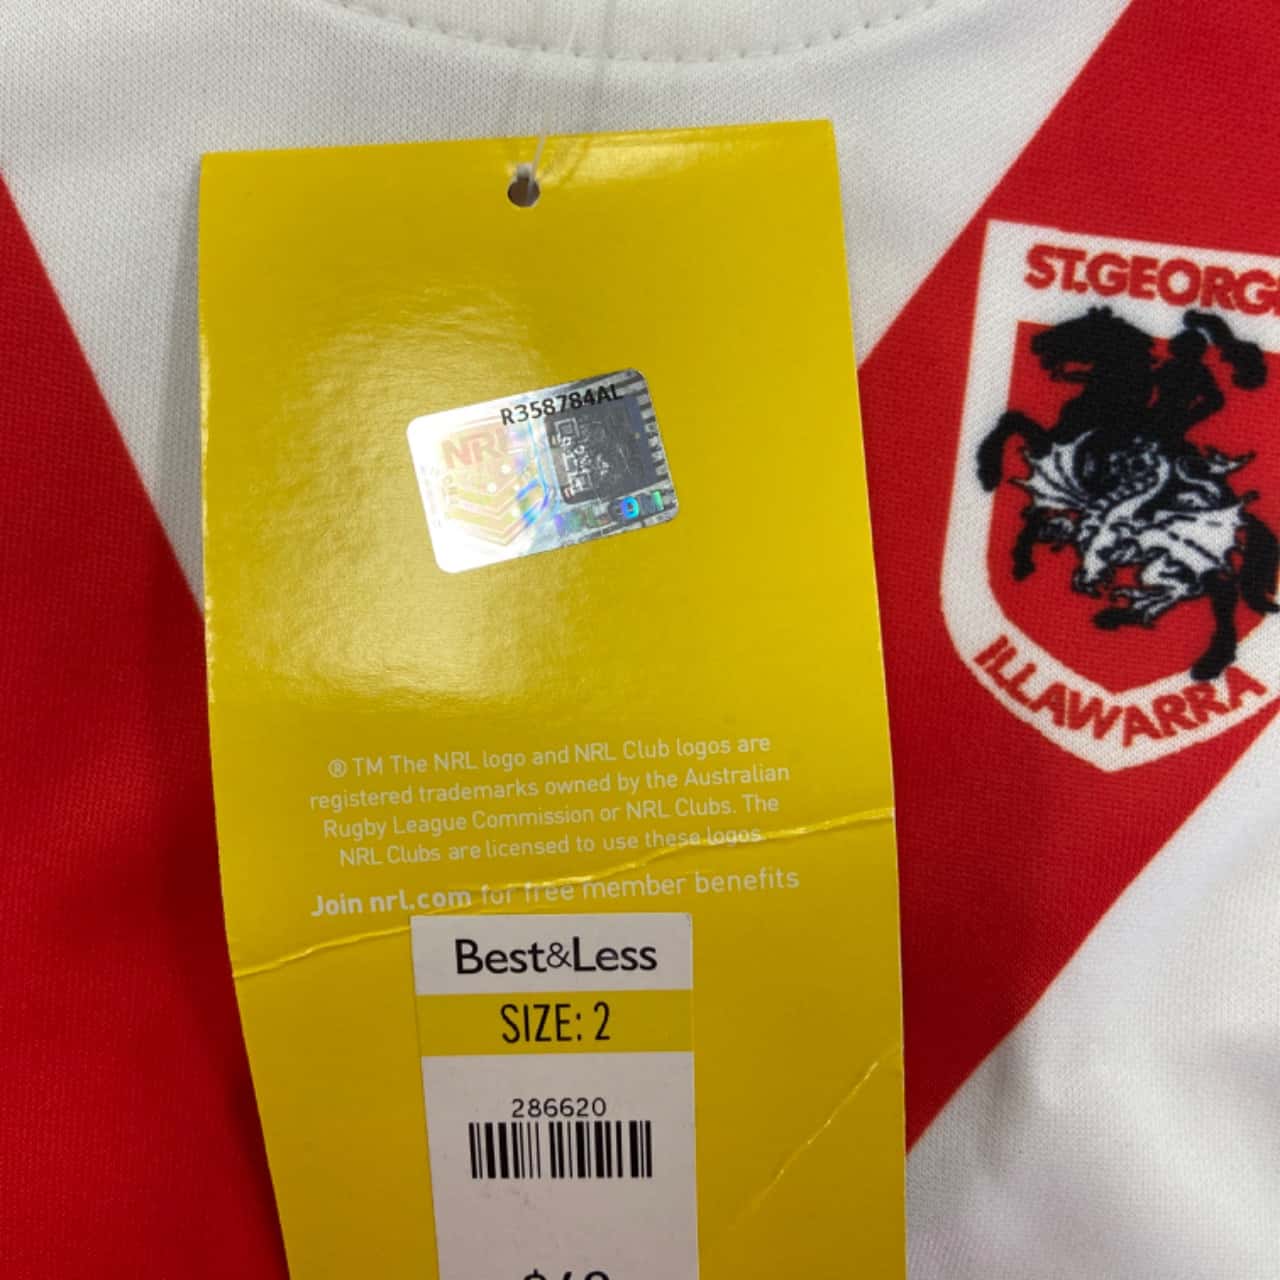 R358784AL
NRL
ST.GEORG
ILLAWARRA
® TM The NRL logo and NRL Club logos are
registered trademarks owned by the Australian
Rugby League Commission or NRL Clubs. The
NRL Clubs are licensed to use these logos.
Join nrl.com for free member benefits
Best&Less
SIZE: 2
286620